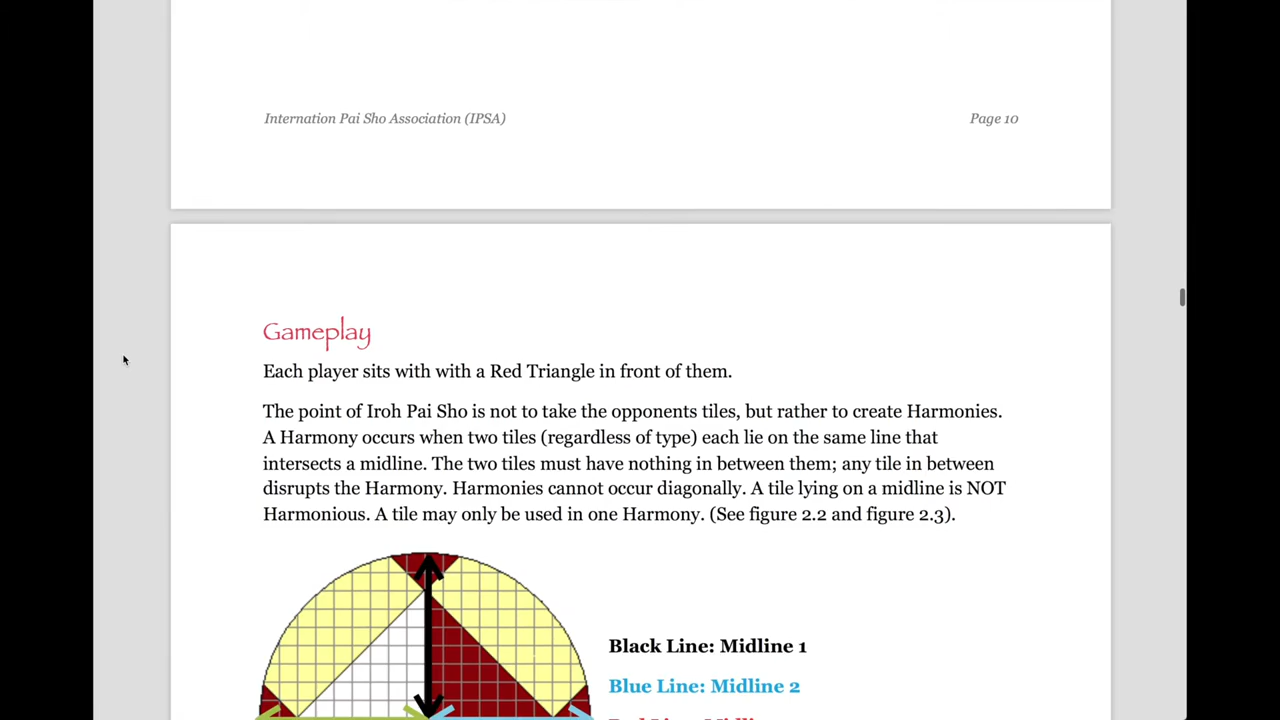 Internation Pai Sho Association (IPSA) Page 10
Gameplay
Each player sits with with a Red Triangle in front of them.
The point of Iroh Pai Sho is not to take the opponents tiles, but rather to create Harmonies.
A Harmony occurs when two tiles (regardless of type) each lie on the same line that
intersects a midline. The two tiles must have nothing in between them; any tile in between
disrupts the Harmony. Harmonies cannot occur diagonally. A tile lying on a midline is NOT
Harmonious. A tile may only be used in one Harmony. (See figure 2.2 and figure 2.3).
Black Line: Midline 1
Blue Line: Midline 2